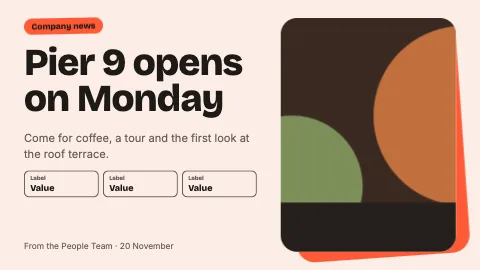 Company news
Pier 9 opens
on Monday
Come for coffee, a tour and the first look at
the roof terrace.
Label
Value
Label
Value
Label
Value
From the People Team · 20 November